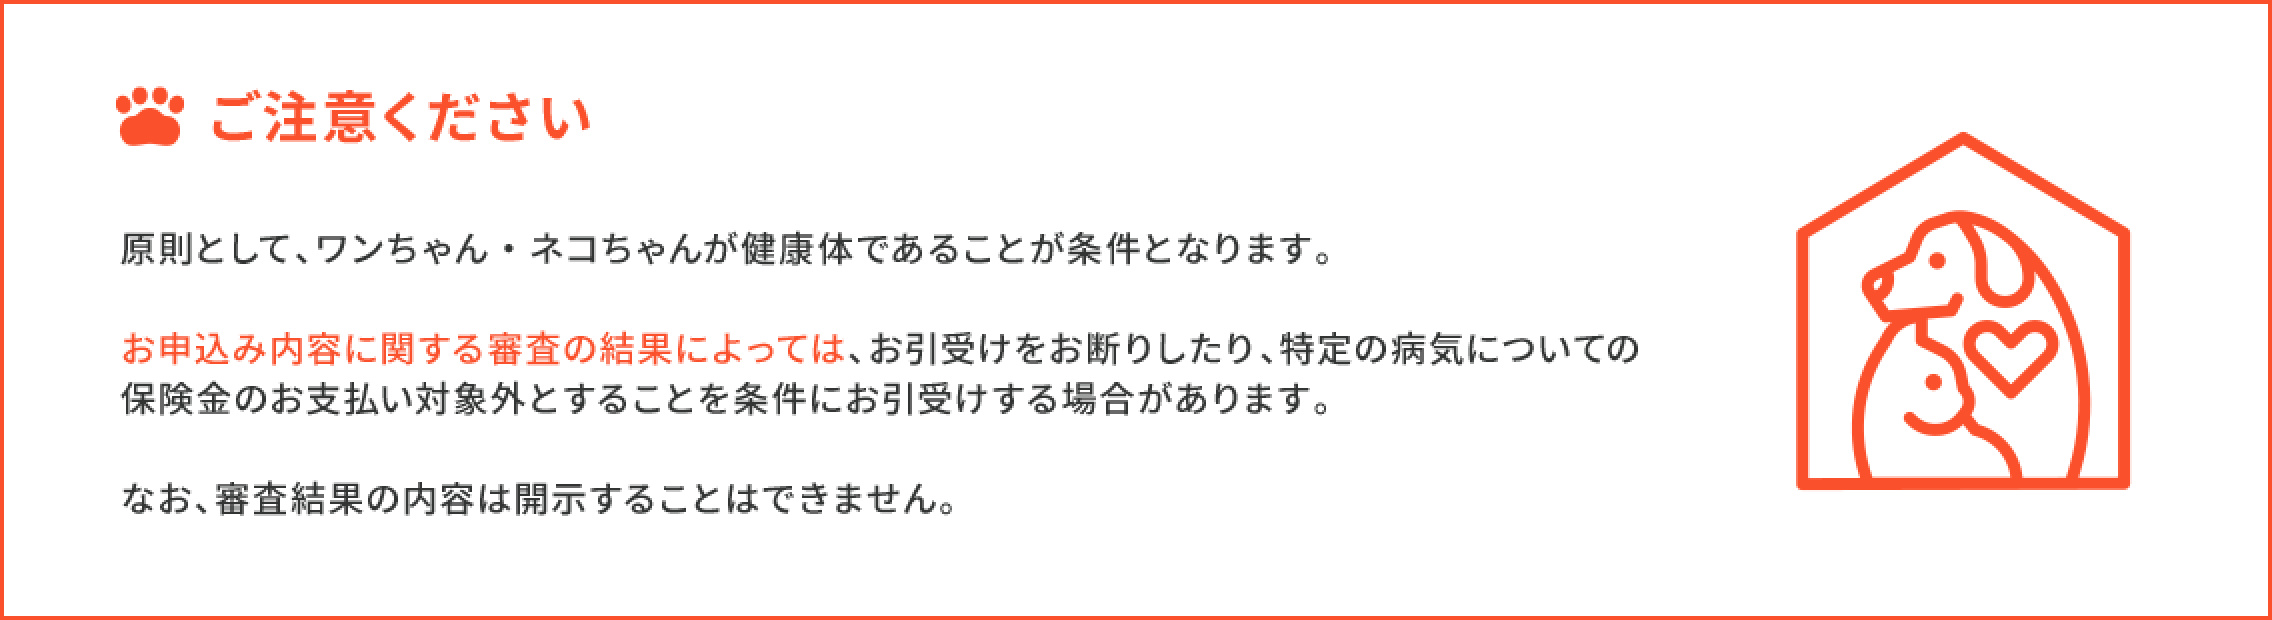 ご注意ください
原則として、ワンちゃん・ネコちゃんが健康体であることが条件となります。
お申込み内容に関する審査の結果によっては、お引受けをお断りしたり、特定の病気についての
保険金のお支払い対象外とすることを条件にお引受けする場合があります。
なお、審査結果の内容は開示することはできません。